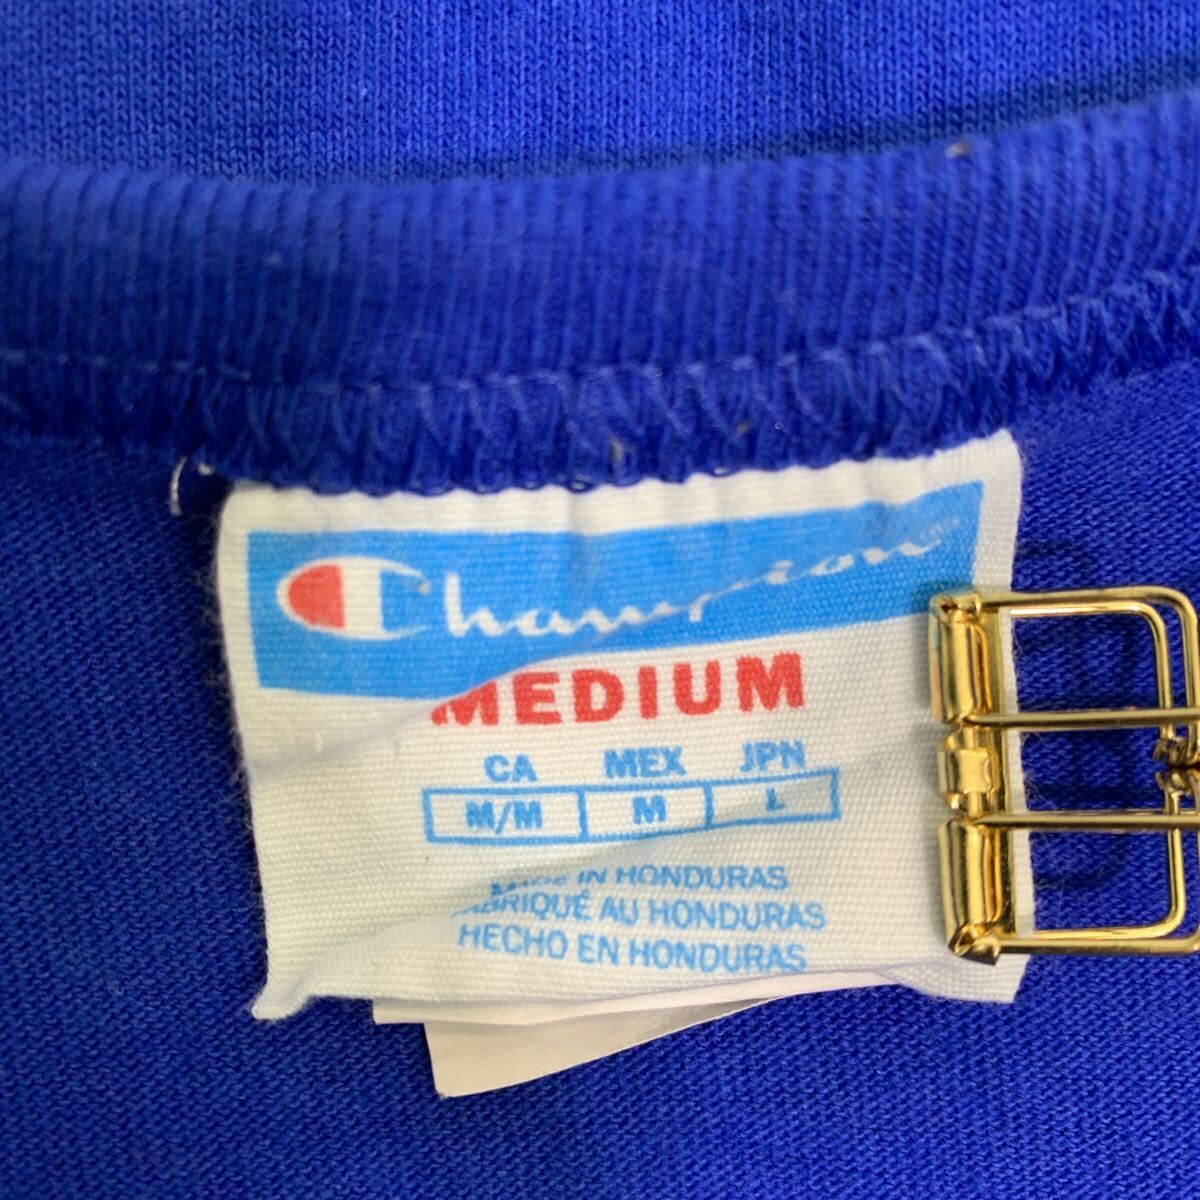 Champion
MEDIUM
CA MEX JPN
M/M M L
MADE IN HONDURAS
FABRIQUÉ AU HONDURAS
HECHO EN HONDURAS